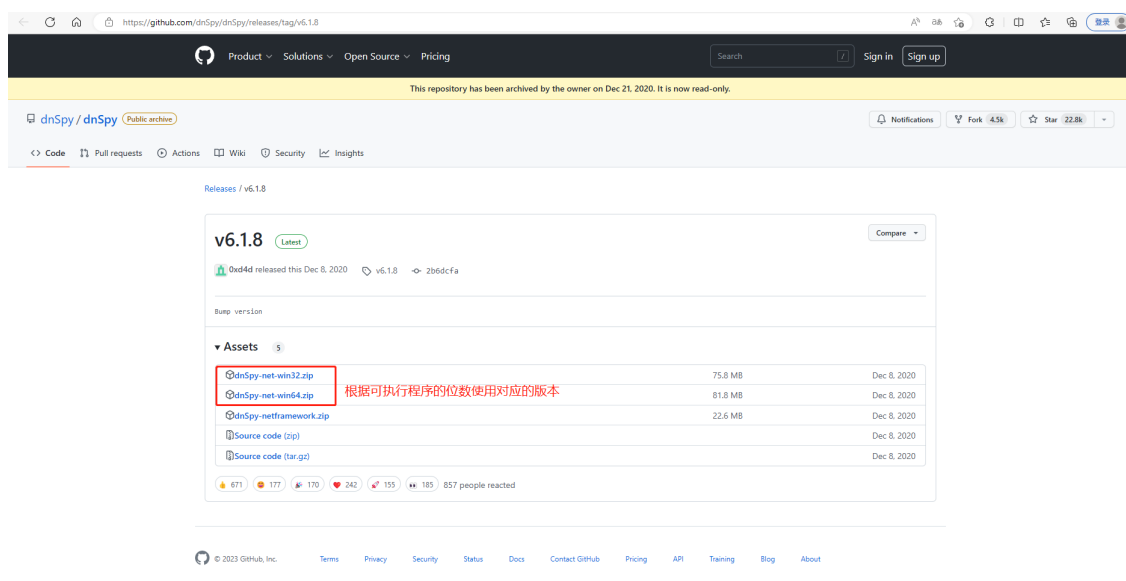 https://github.com/dnSpy/dnSpy/releases/tag/v6.1.8 登录
Product Solutions Open Source Pricing Search / Sign in Sign up
This repository has been archived by the owner on Dec 21, 2020. It is now read-only.
dnSpy / dnSpy Public archive Notifications Fork 4.5k Star 22.8k
Code Pull requests Actions Wiki Security Insights
Releases / v6.1.8
v6.1.8 Latest Compare
0xd4d released this Dec 8, 2020 v6.1.8 2b6dcfa
Bump version
Assets 5
dnSpy-net-win32.zip 75.8 MB Dec 8, 2020
根据可执行程序的位数使用对应的版本
dnSpy-net-win64.zip 81.8 MB Dec 8, 2020
dnSpy-netframework.zip 22.6 MB Dec 8, 2020
Source code (zip) Dec 8, 2020
Source code (tar.gz) Dec 8, 2020
671 177 170 242 155 185 857 people reacted
© 2023 GitHub, Inc. Terms Privacy Security Status Docs Contact GitHub Pricing API Training Blog About